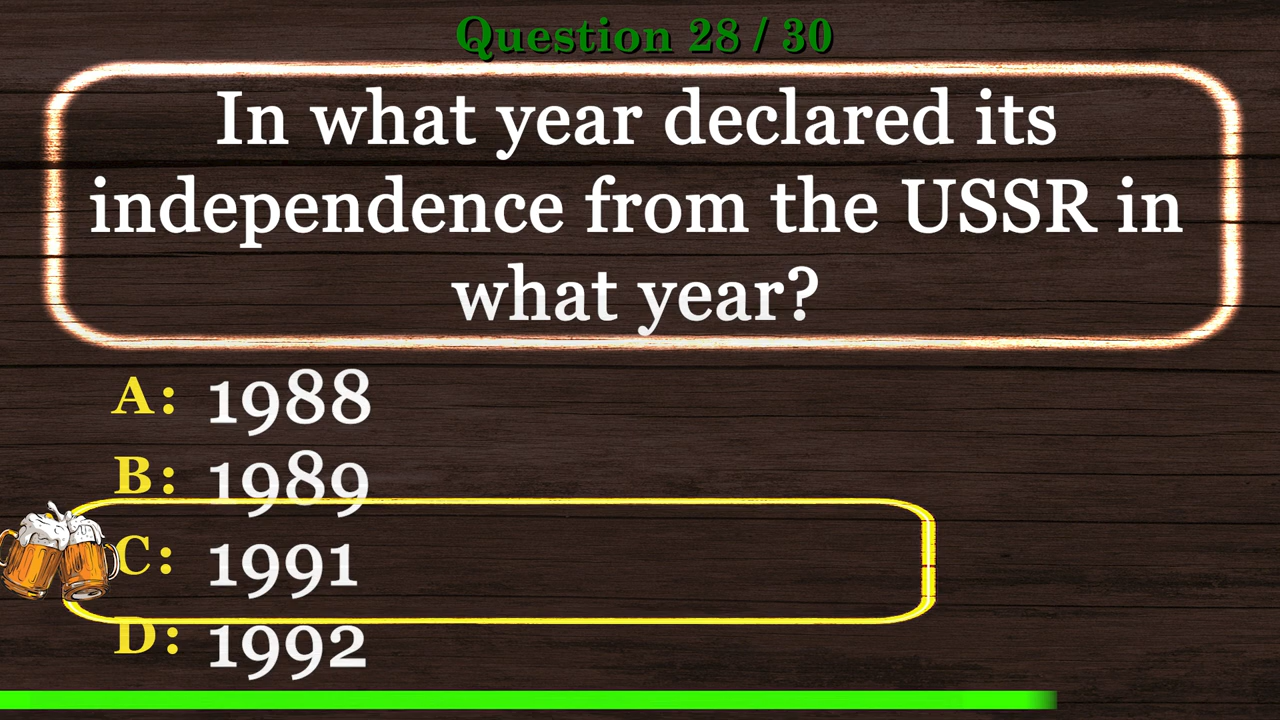 Question 28 / 30
In what year declared its
independence from the USSR in
what year?
A: 1988
B: 1989
C: 1991
D: 1992